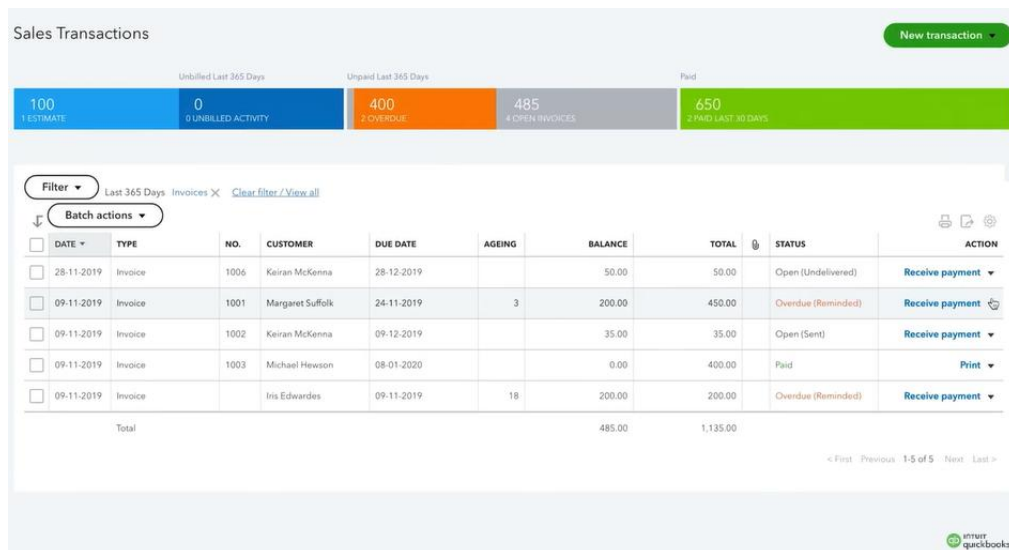 Sales Transactions
New transaction
Unbilled Last 365 Days Unpaid Last 365 Days Paid
100 0 400 485 650
1 ESTIMATE 0 UNBILLED ACTIVITY 2 OVERDUE 4 OPEN INVOICES 2 PAID LAST 30 DAYS
Filter Last 365 Days Invoices Clear filter / View all
Batch actions
DATE TYPE NO. CUSTOMER DUE DATE AGEING BALANCE TOTAL STATUS ACTION
28-11-2019 Invoice 1006 Keiran McKenna 28-12-2019 50.00 50.00 Open (Undelivered) Receive payment
09-11-2019 Invoice 1001 Margaret Suffolk 24-11-2019 3 200.00 450.00 Overdue (Reminded) Receive payment
09-11-2019 Invoice 1002 Keiran McKenna 09-12-2019 35.00 35.00 Open (Sent) Receive payment
09-11-2019 Invoice 1003 Michael Hewson 08-01-2020 0.00 400.00 Paid Print
09-11-2019 Invoice Iris Edwardes 09-11-2019 18 200.00 200.00 Overdue (Reminded) Receive payment
Total 485.00 1,135.00
< First Previous 1-5 of 5 Next Last >
INTUIT
quickbooks